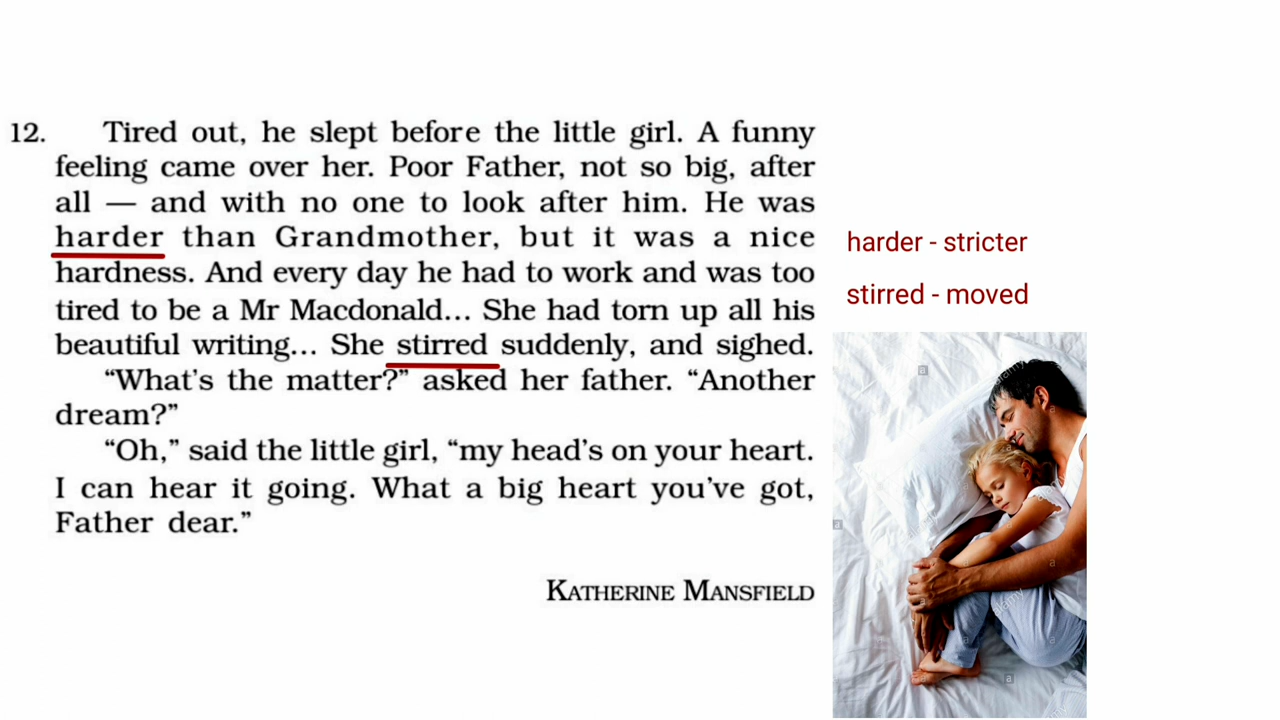 12. Tired out, he slept before the little girl. A funny
feeling came over her. Poor Father, not so big, after
all — and with no one to look after him. He was
harder than Grandmother, but it was a nice
hardness. And every day he had to work and was too
tired to be a Mr Macdonald... She had torn up all his
beautiful writing... She stirred suddenly, and sighed.
“What’s the matter?” asked her father. “Another
dream?”
“Oh,” said the little girl, “my head’s on your heart.
I can hear it going. What a big heart you’ve got,
Father dear.”
KATHERINE MANSFIELD
harder - stricter
stirred - moved
a
alamy
a
a
a
alamy
a
a
a
a